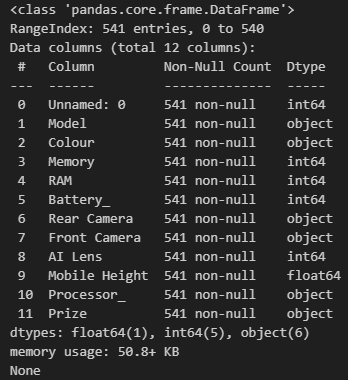 <class 'pandas.core.frame.DataFrame'>
RangeIndex: 541 entries, 0 to 540
Data columns (total 12 columns):
 #   Column         Non-Null Count  Dtype
---  ------         --------------  -----
 0   Unnamed: 0     541 non-null    int64
 1   Model          541 non-null    object
 2   Colour         541 non-null    object
 3   Memory         541 non-null    int64
 4   RAM            541 non-null    int64
 5   Battery_       541 non-null    int64
 6   Rear Camera    541 non-null    object
 7   Front Camera   541 non-null    object
 8   AI Lens        541 non-null    int64
 9   Mobile Height  541 non-null    float64
 10  Processor_     541 non-null    object
 11  Prize          541 non-null    object
dtypes: float64(1), int64(5), object(6)
memory usage: 50.8+ KB
None